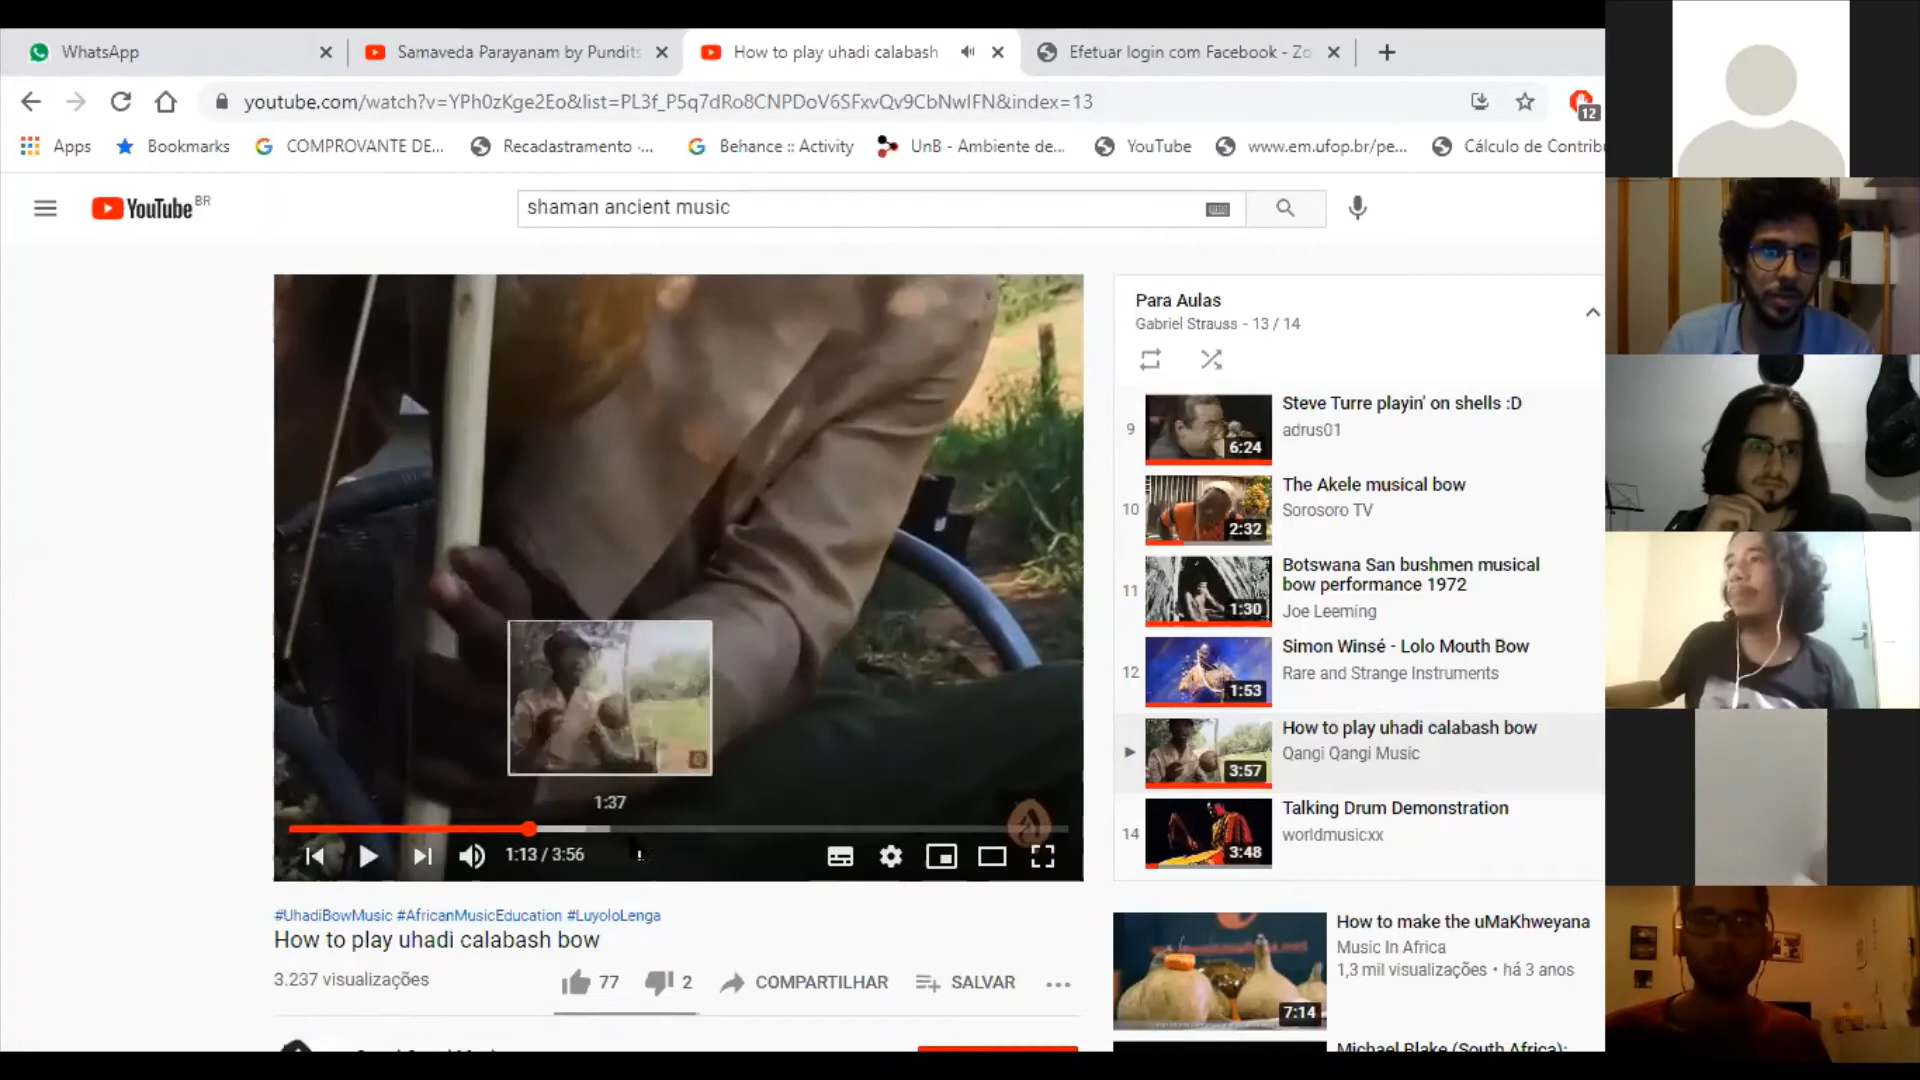 WhatsApp
Samaveda Parayanam by Pundits
How to play uhadi calabash
Efetuar login com Facebook - Zo
youtube.com/watch?v=YPh0zKge2Eo&list=PL3f_P5q7dRo8CNPDoV6SFxvQv9CbNwIFN&index=13
12
Apps
Bookmarks
COMPROVANTE DE...
Recadastramento -...
Behance :: Activity
UnB - Ambiente de...
YouTube
www.em.ufop.br/pe...
Cálculo de Contrib
YouTube BR
shaman ancient music
1:37
1:13 / 3:56
#UhadiBowMusic #AfricanMusicEducation #LuyoloLenga
How to play uhadi calabash bow
3.237 visualizações
77
2
COMPARTILHAR
SALVAR
Para Aulas
Gabriel Strauss - 13 / 14
9
6:24
Steve Turre playin' on shells :D
adrus01
10
2:32
The Akele musical bow
Sorosoro TV
11
1:30
Botswana San bushmen musical
bow performance 1972
Joe Leeming
12
1:53
Simon Winsé - Lolo Mouth Bow
Rare and Strange Instruments
3:57
How to play uhadi calabash bow
Qangi Qangi Music
14
3:48
Talking Drum Demonstration
worldmusicxx
7:14
How to make the uMaKhweyana
Music In Africa
1,3 mil visualizações • há 3 anos
Michael Blake (South Africa):